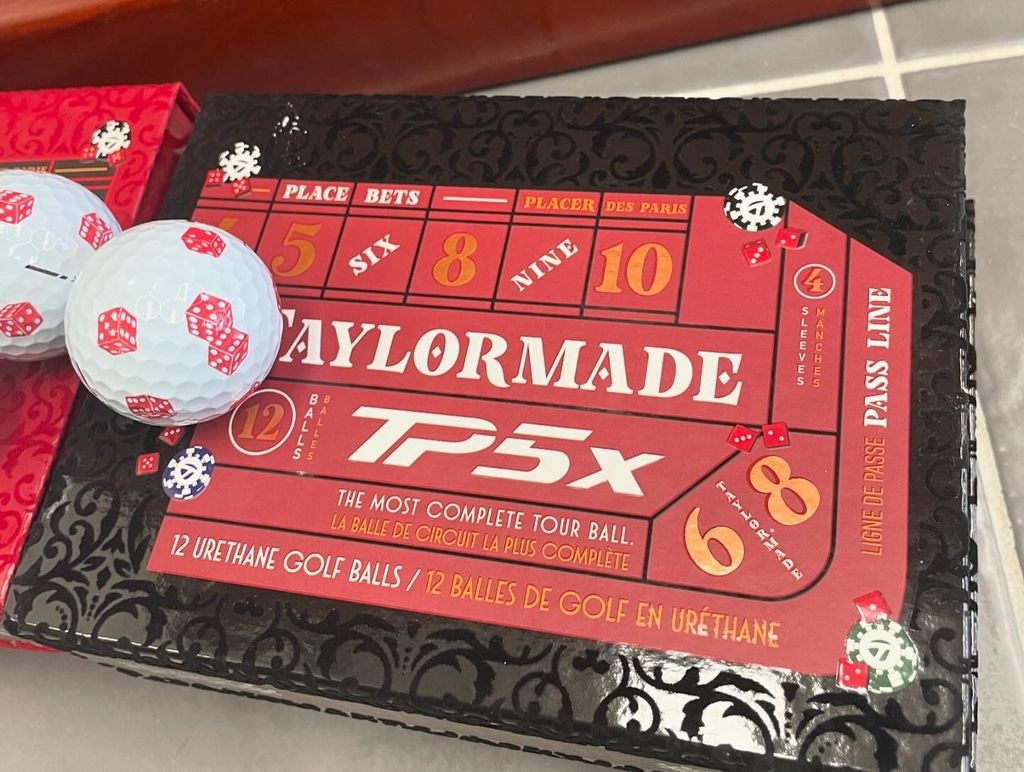 PLACE BETS PLACER DES PARIS
5 SIX 8 NINE 10
4
SLEEVES
MANCHES
TAYLORMADE
PASS LINE
LIGNE DE PASSE
12
BALLS
BALLES
TP5x
THE MOST COMPLETE TOUR BALL.
LA BALLE DE CIRCUIT LA PLUS COMPLÈTE
6 8
TAYLORMADE
12 URETHANE GOLF BALLS / 12 BALLES DE GOLF EN URÉTHANE